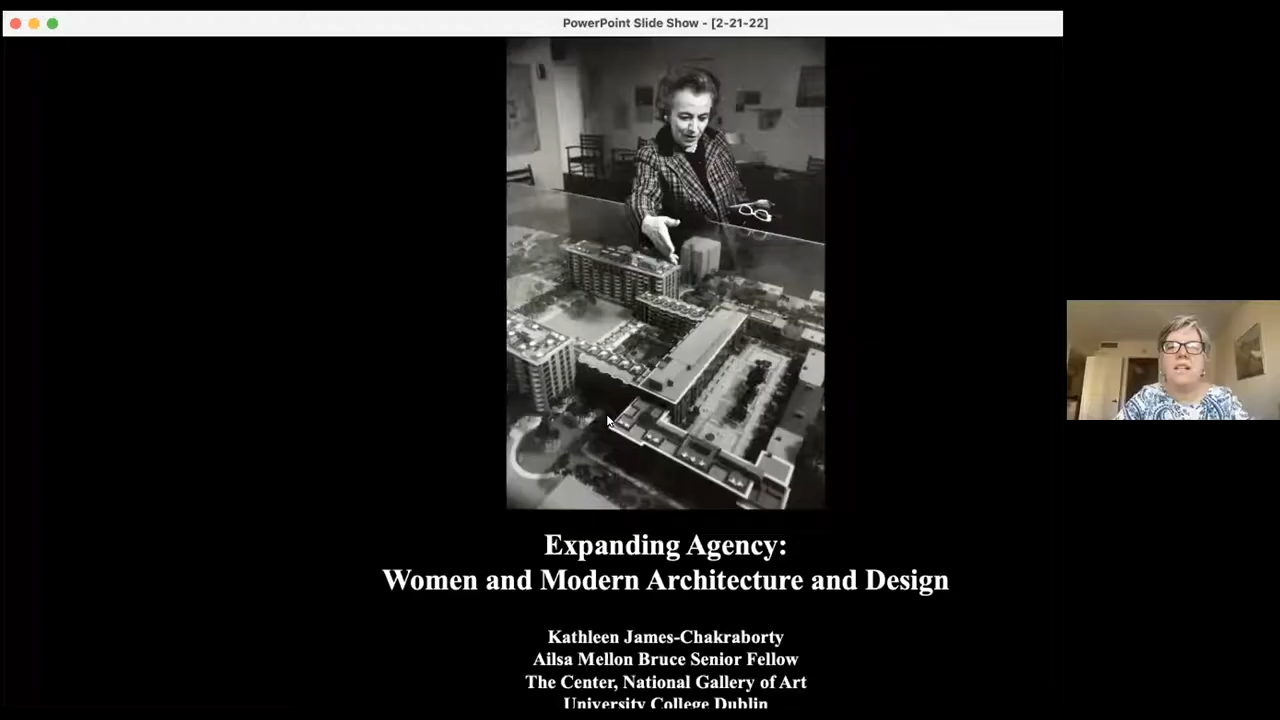 PowerPoint Slide Show - [2-21-22]
Expanding Agency:
Women and Modern Architecture and Design
Kathleen James-Chakraborty
Ailsa Mellon Bruce Senior Fellow
The Center, National Gallery of Art
University College Dublin